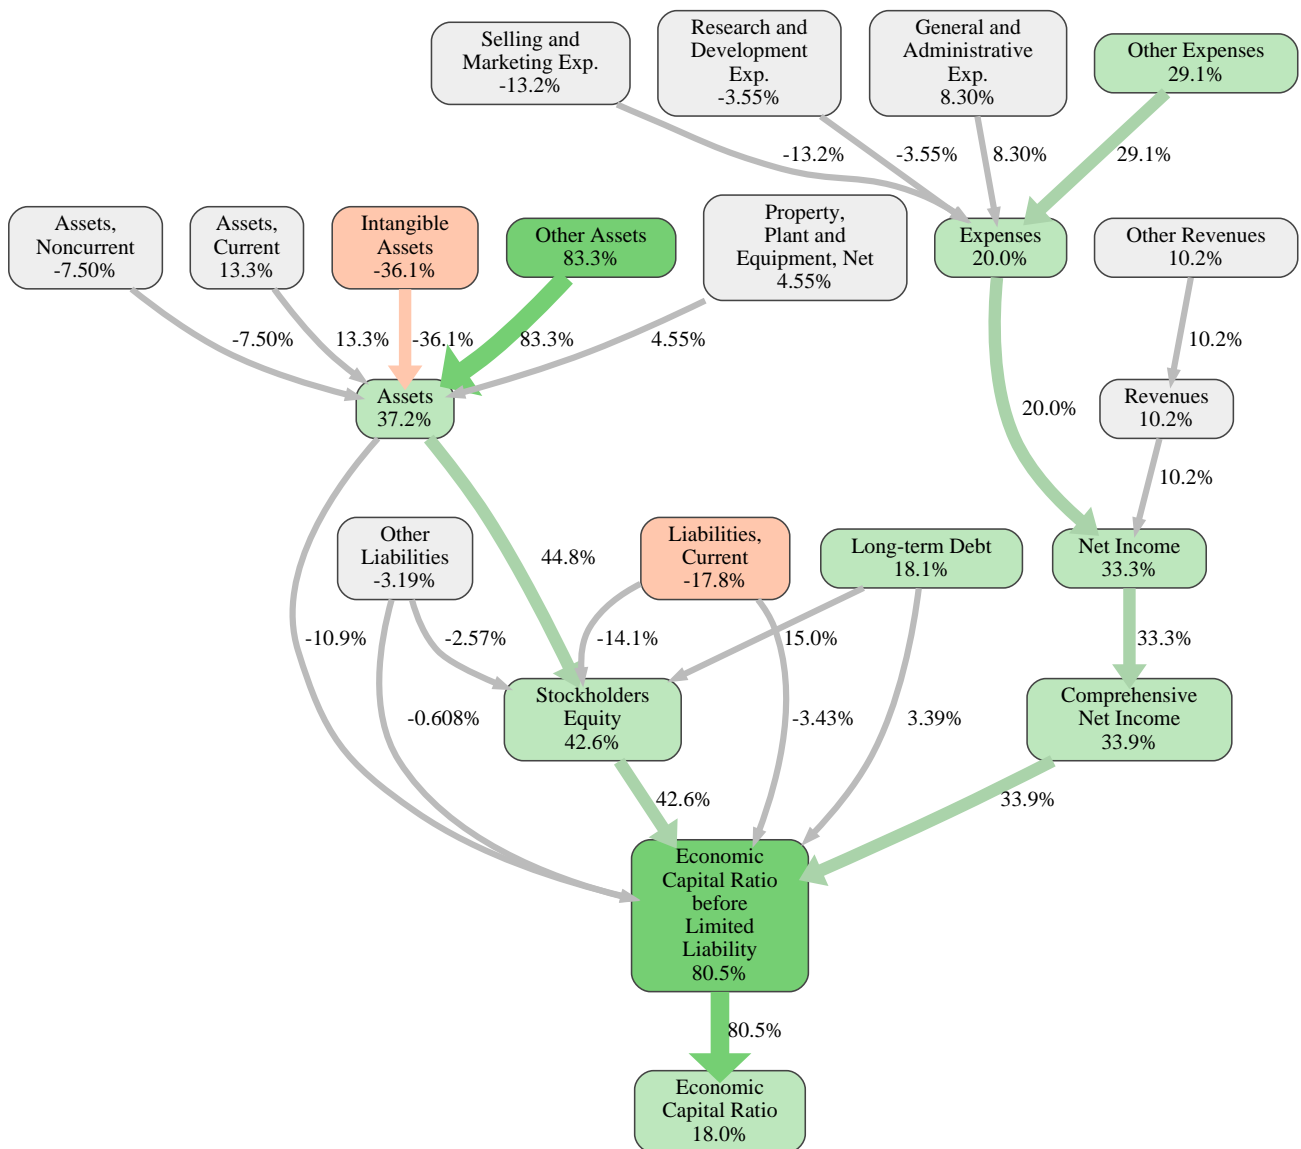 Selling and
Marketing Exp.
-13.2%
Research and
Development
Exp.
-3.55%
General and
Administrative
Exp.
8.30%
Other Expenses
29.1%
-13.2%
-3.55%
8.30%
29.1%
Assets,
Noncurrent
-7.50%
Assets,
Current
13.3%
Intangible
Assets
-36.1%
Other Assets
83.3%
Property,
Plant and
Equipment, Net
4.55%
Expenses
20.0%
Other Revenues
10.2%
-7.50%
13.3%
-36.1%
83.3%
4.55%
10.2%
Assets
37.2%
20.0%
Revenues
10.2%
10.2%
Other
Liabilities
-3.19%
44.8%
Liabilities,
Current
-17.8%
Long-term Debt
18.1%
Net Income
33.3%
-10.9%
-2.57%
-14.1%
15.0%
33.3%
Stockholders
Equity
42.6%
-0.608%
-3.43%
3.39%
Comprehensive
Net Income
33.9%
42.6%
33.9%
Economic
Capital Ratio
before
Limited
Liability
80.5%
80.5%
Economic
Capital Ratio
18.0%